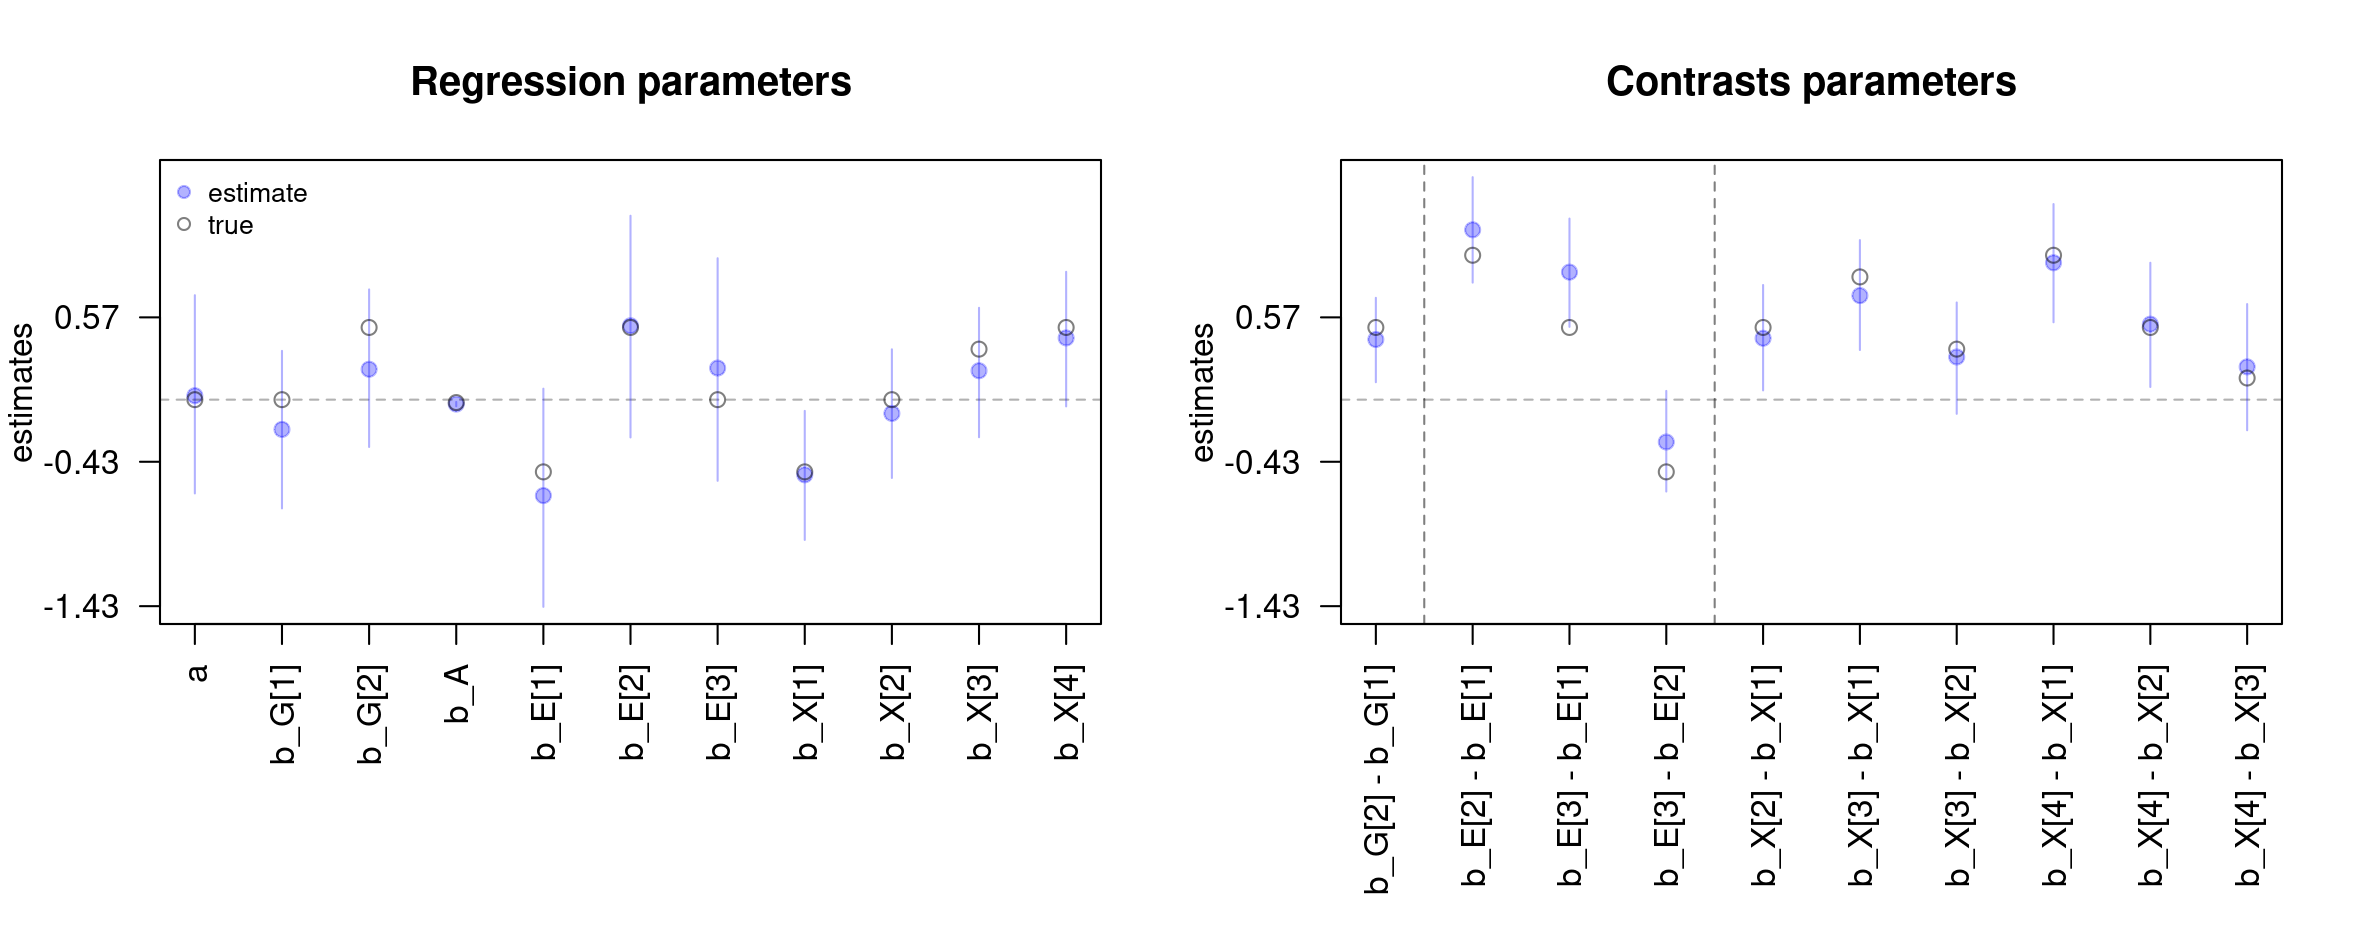 Regression parameters
estimate
true
estimates
0.57
-0.43
-1.43
a
b_G[1]
b_G[2]
b_A
b_E[1]
b_E[2]
b_E[3]
b_X[1]
b_X[2]
b_X[3]
b_X[4]
Contrasts parameters
estimates
0.57
-0.43
-1.43
b_G[2] - b_G[1]
b_E[2] - b_E[1]
b_E[3] - b_E[1]
b_E[3] - b_E[2]
b_X[2] - b_X[1]
b_X[3] - b_X[1]
b_X[3] - b_X[2]
b_X[4] - b_X[1]
b_X[4] - b_X[2]
b_X[4] - b_X[3]